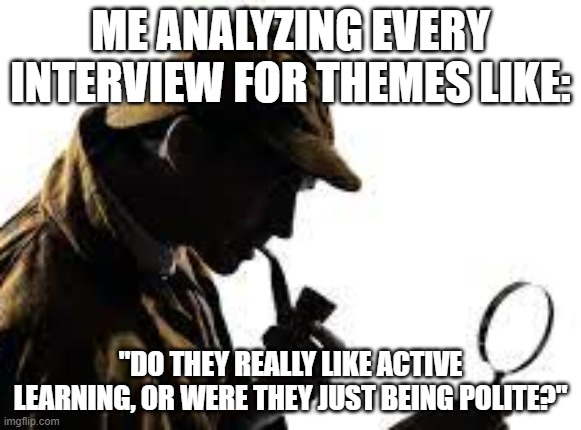 ME ANALYZING EVERY
INTERVIEW FOR THEMES LIKE:
"DO THEY REALLY LIKE ACTIVE
LEARNING, OR WERE THEY JUST BEING POLITE?"
imgflip.com